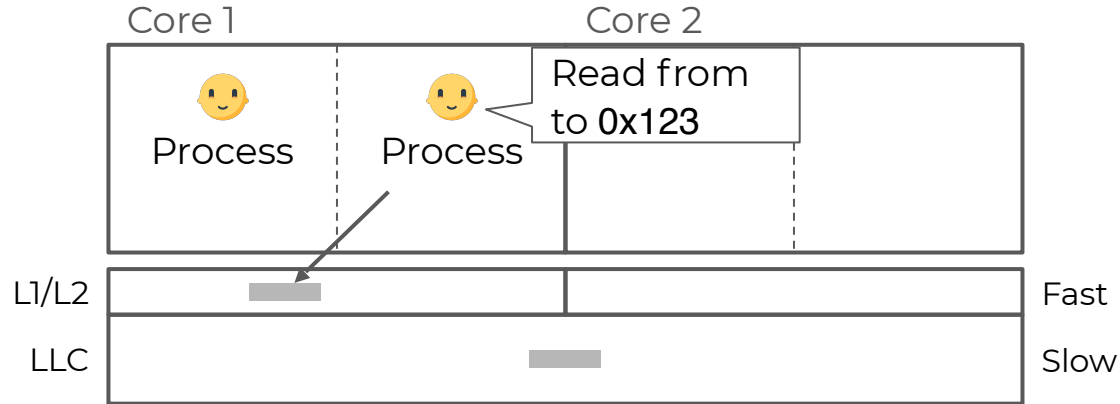 Core 1
Core 2
Read from
to 0x123
Process
Process
L1/L2
Fast
LLC
Slow